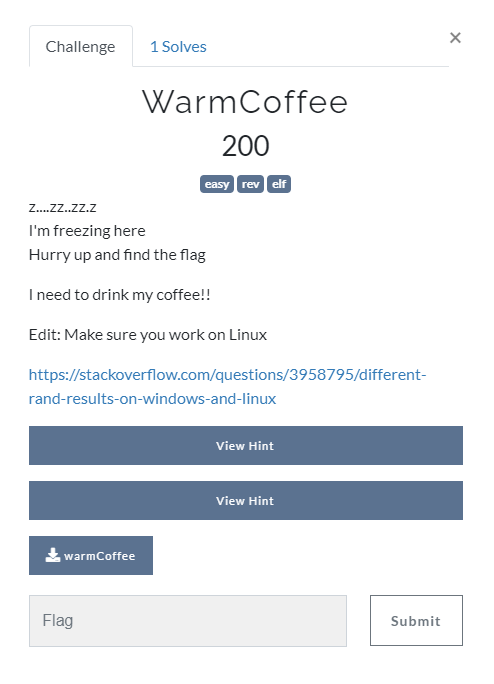 Challenge
1 Solves
×
WarmCoffee
200
easy rev elf
z....zz..zz.z
I'm freezing here
Hurry up and find the flag
I need to drink my coffee!!
Edit: Make sure you work on Linux
https://stackoverflow.com/questions/3958795/different-
rand-results-on-windows-and-linux
View Hint
View Hint
warmCoffee
Flag
Submit